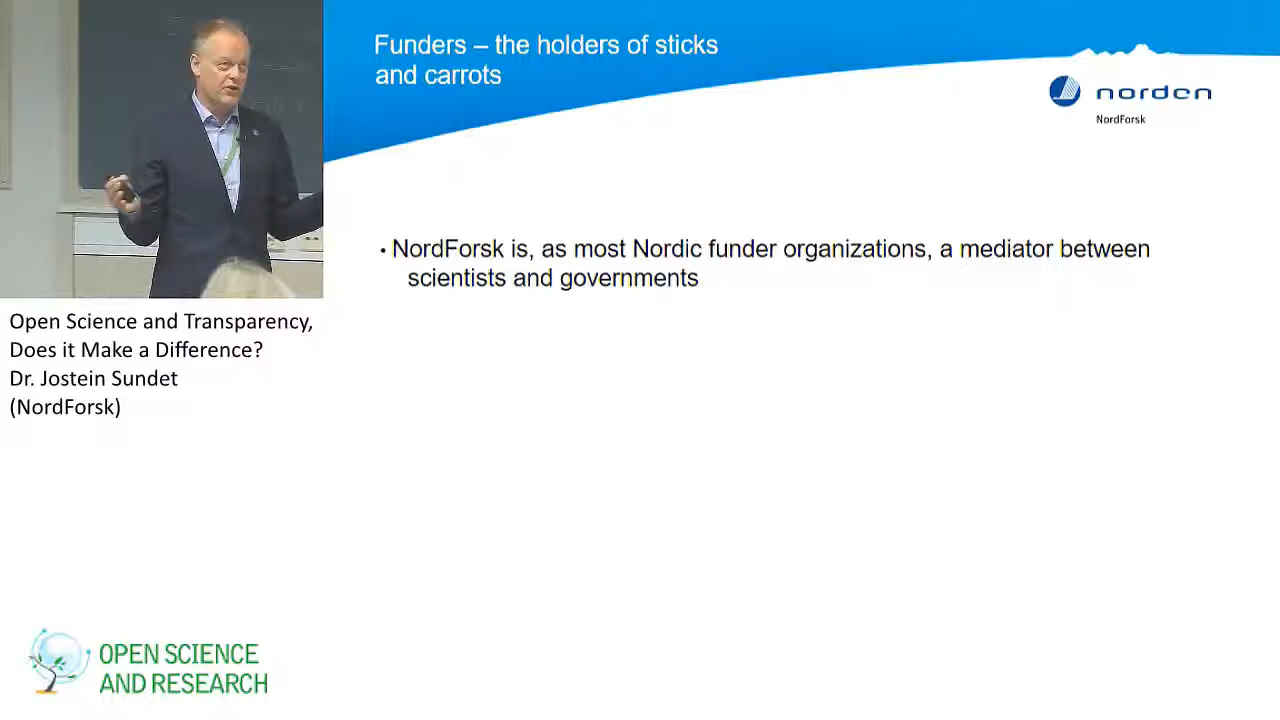 Funders – the holders of sticks
and carrots
norden
NordForsk
• NordForsk is, as most Nordic funder organizations, a mediator between
scientists and governments
Open Science and Transparency,
Does it Make a Difference?
Dr. Jostein Sundet
(NordForsk)
OPEN SCIENCE
AND RESEARCH